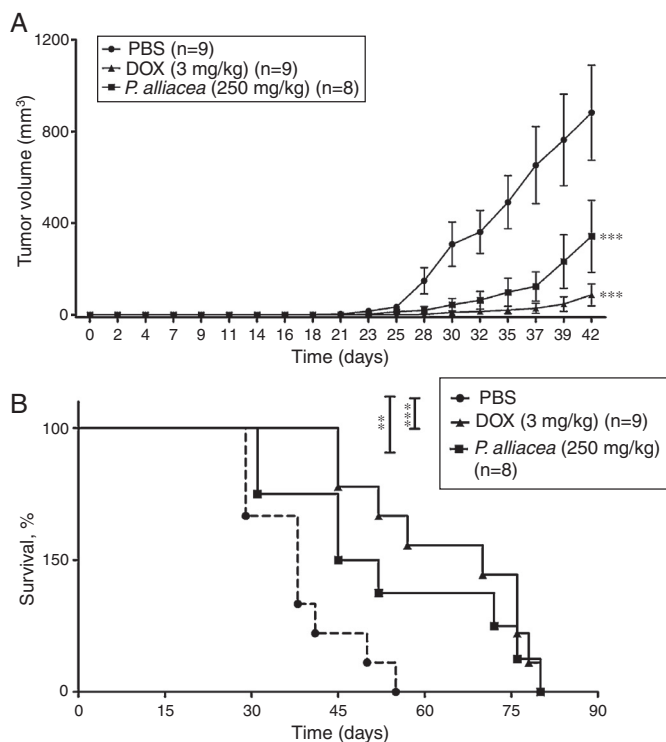 A
1200
PBS (n=9)
DOX (3 mg/kg) (n=9)
P. alliacea (250 mg/kg) (n=8)
800
400
0
Tumor volume (mm³)
***
***
0 2 4 7 9 11 14 16 18 21 23 25 28 30 32 35 37 39 42
Time (days)
B
**
***
PBS
DOX (3 mg/kg) (n=9)
P. alliacea (250 mg/kg)
(n=8)
100
150
0
Survival, %
0 30 45 60 75 90
Time (days)